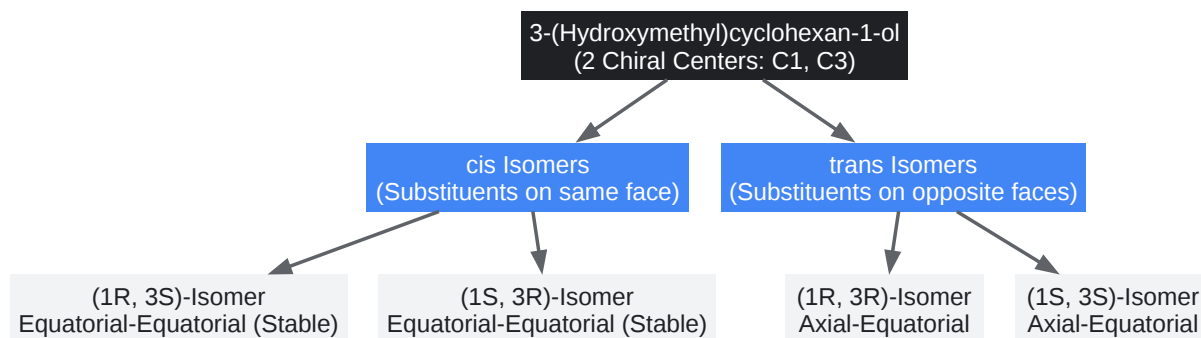 3-(Hydroxymethyl)cyclohexan-1-ol
(2 Chiral Centers: C1, C3)
cis Isomers
(Substituents on same face)
trans Isomers
(Substituents on opposite faces)
(1R, 3S)-Isomer
Equatorial-Equatorial (Stable)
(1S, 3R)-Isomer
Equatorial-Equatorial (Stable)
(1R, 3R)-Isomer
Axial-Equatorial
(1S, 3S)-Isomer
Axial-Equatorial